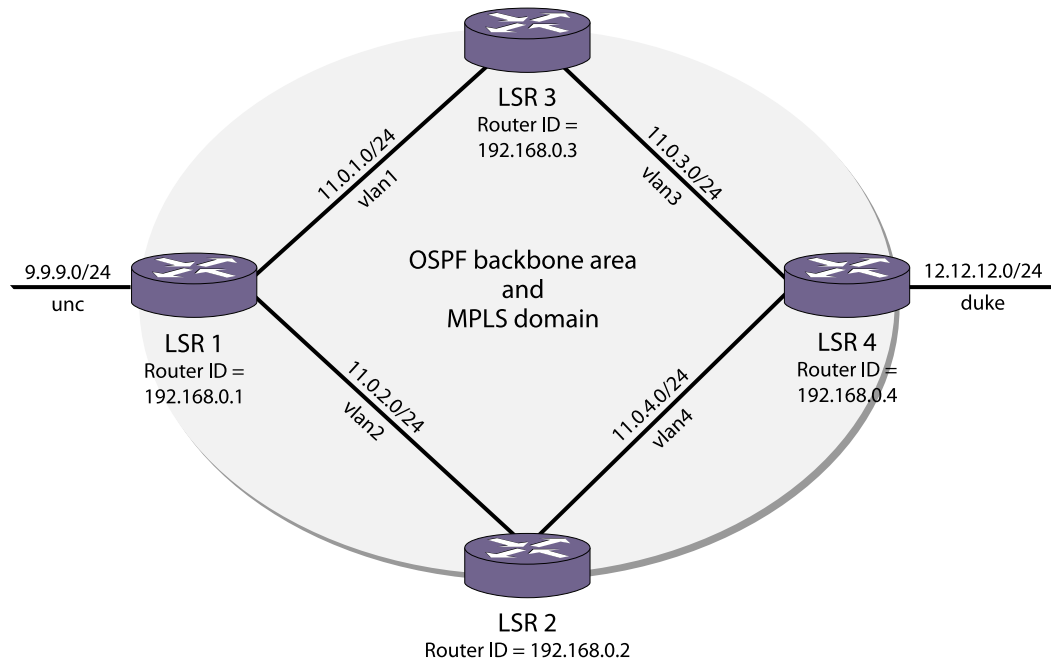 LSR 3
Router ID =
192.168.0.3
11.0.1.0/24
vlan1
11.0.3.0/24
vlan3
9.9.9.0/24
unc
OSPF backbone area
and
MPLS domain
12.12.12.0/24
duke
LSR 1
Router ID =
192.168.0.1
LSR 4
Router ID =
192.168.0.4
11.0.2.0/24
vlan2
11.0.4.0/24
vlan4
LSR 2
Router ID = 192.168.0.2